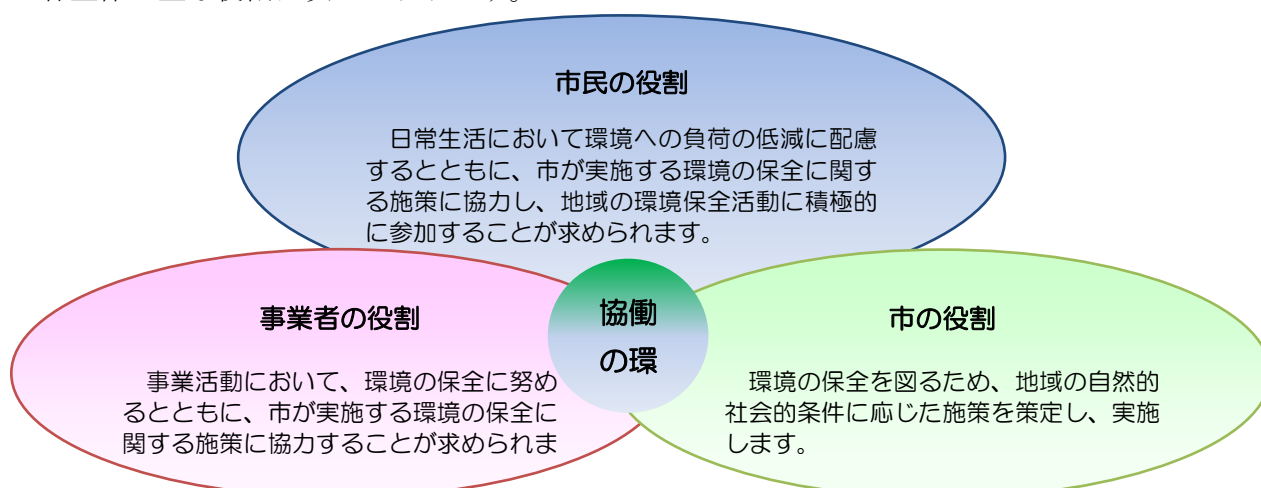 市民の役割
日常生活において環境への負荷の低減に配慮
するとともに、市が実施する環境の保全に関す
る施策に協力し、地域の環境保全活動に積極的
に参加することが求められます。
事業者の役割
事業活動において、環境の保全に努め
るとともに、市が実施する環境の保全に
関する施策に協力することが求められま
協働
の環
市の役割
環境の保全を図るため、地域の自然的
社会的条件に応じた施策を策定し、実施
します。